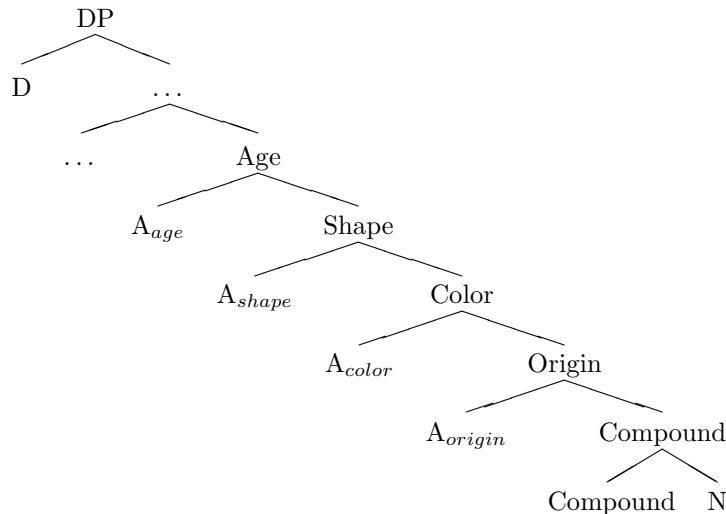 DP
D …
… Age
A_age Shape
A_shape Color
A_color Origin
A_origin Compound
Compound N